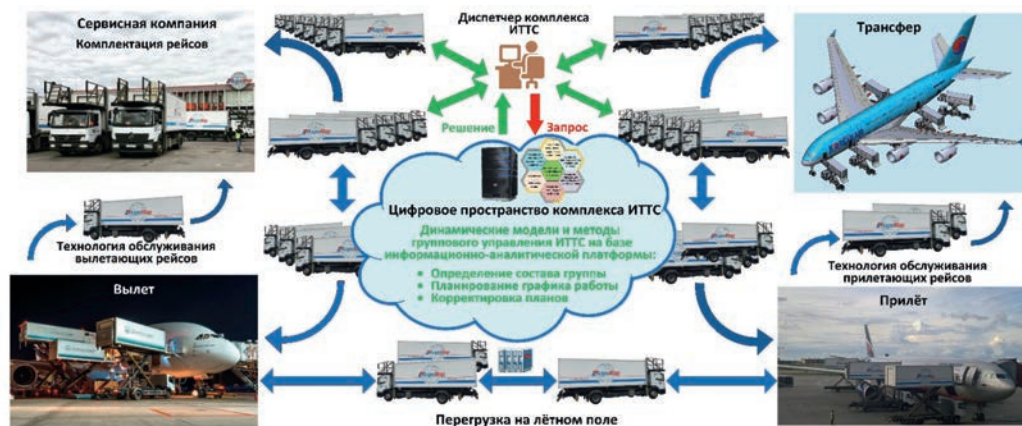 Сервисная компания
Комплектация рейсов
Диспетчер комплекса
ИТТС
Трансфер
Решение
Запрос
Цифровое пространство комплекса ИТТС
Динамические модели и методы
группового управления ИТТС на базе
информационно-аналитической платформы:
• Определение состава группы
• Планирование графика работы
• Корректировка планов
Технология обслуживания
вылетающих рейсов
Технология обслуживания
прилетающих рейсов
Вылет
Прилёт
Перегрузка на лётном поле